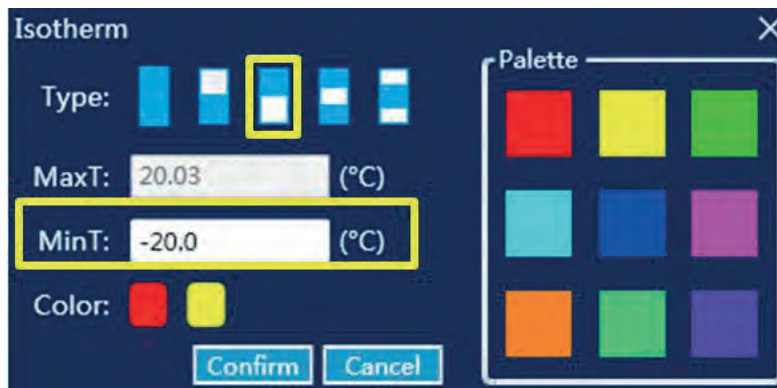 Isotherm
Palette
Type:
MaxT: 20.03 (°C)
MinT: -20.0 (°C)
Color:
Confirm Cancel